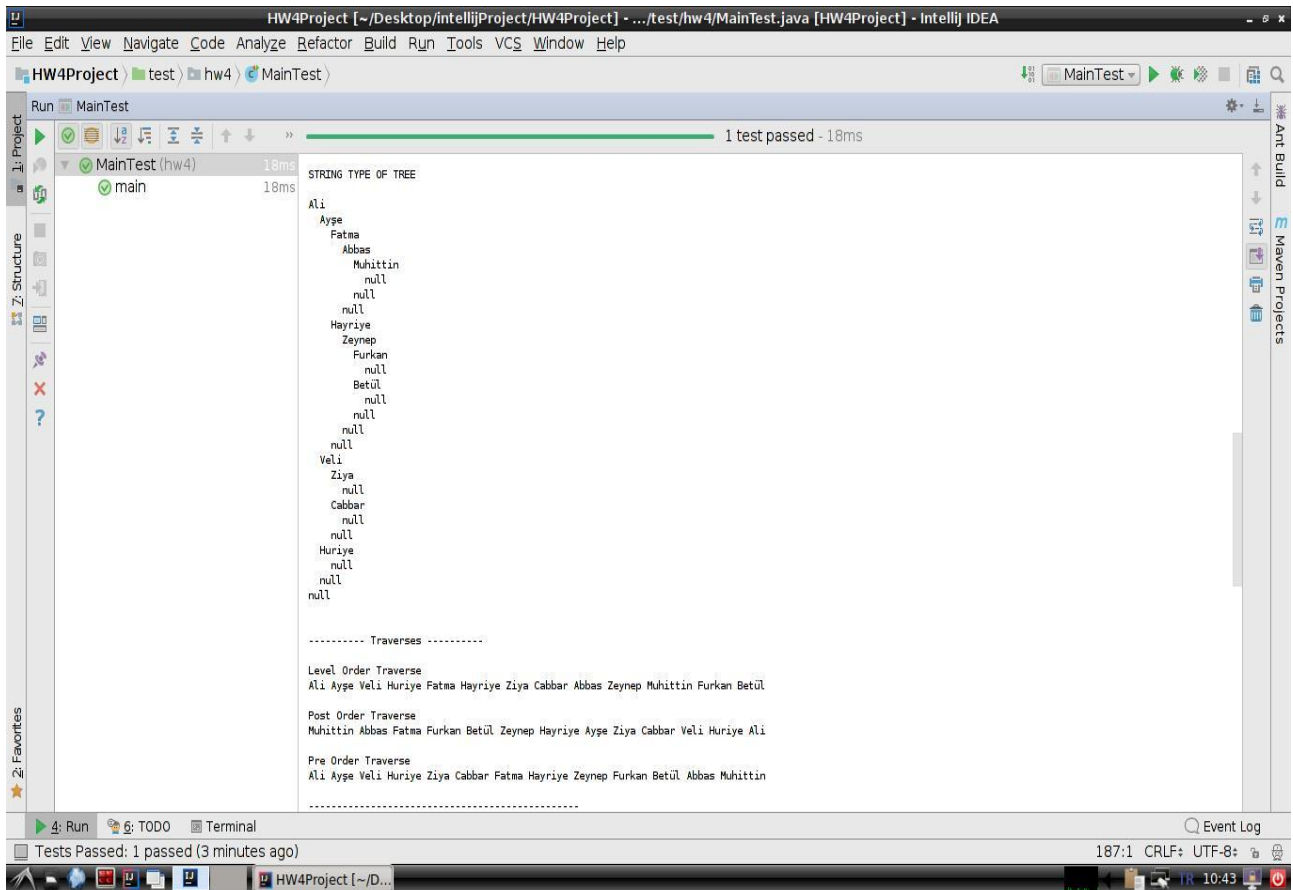 HW4Project [~/Desktop/intellijProject/HW4Project] - .../test/hw4/MainTest.java [HW4Project] - IntelliJ IDEA
File Edit View Navigate Code Analyze Refactor Build Run Tools VCS Window Help
HW4Project test hw4 MainTest
MainTest
Run MainTest
1: Project
7: Structure
2: Favorites
Ant Build
Maven Projects
1 test passed - 18ms
MainTest (hw4) 18ms
main 18ms
STRING TYPE OF TREE
Ali
Ayşe
Fatma
Abbas
Muhittin
null
null
null
Hayriye
Zeynep
Furkan
null
Betül
null
null
null
null
Veli
Ziya
null
Cabbar
null
null
Huriye
null
null
null
---------- Traverses ----------
Level Order Traverse
Ali Ayşe Veli Huriye Fatma Hayriye Ziya Cabbar Abbas Zeynep Muhittin Furkan Betül
Post Order Traverse
Muhittin Abbas Fatma Furkan Betül Zeynep Hayriye Ayşe Ziya Cabbar Veli Huriye Ali
Pre Order Traverse
Ali Ayşe Veli Huriye Ziya Cabbar Fatma Hayriye Zeynep Furkan Betül Abbas Muhittin
-----------------------------------------------
4: Run 6: TODO Terminal
Event Log
Tests Passed: 1 passed (3 minutes ago)
187:1 CRLF UTF-8
HW4Project [~/D...
TR 10:43